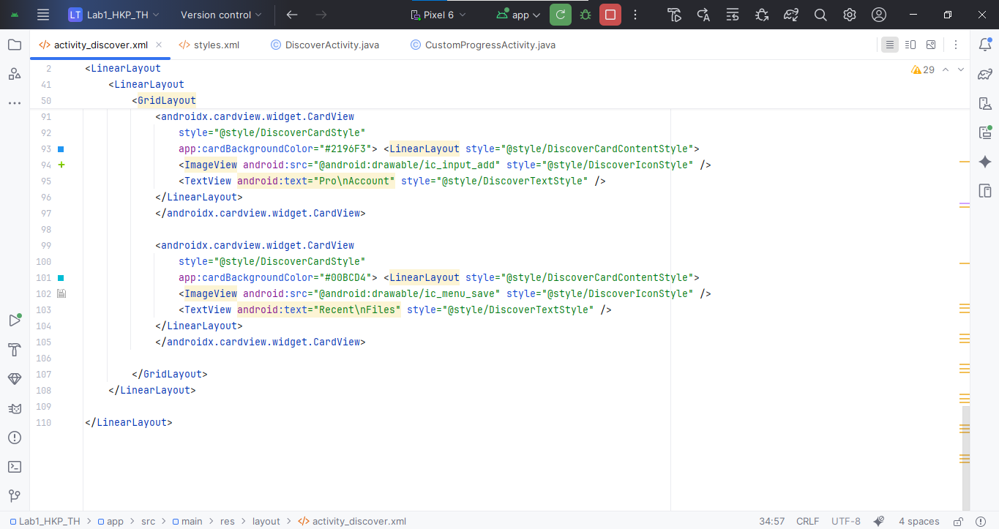 LT Lab1_HKP_TH Version control Pixel 6 app
activity_discover.xml styles.xml DiscoverActivity.java CustomProgressActivity.java
29
2 <LinearLayout
41 <LinearLayout
50 <GridLayout
91 <androidx.cardview.widget.CardView
92 style="@style/DiscoverCardStyle"
93 app:cardBackgroundColor="#2196F3"> <LinearLayout style="@style/DiscoverCardContentStyle">
94 <ImageView android:src="@android:drawable/ic_input_add" style="@style/DiscoverIconStyle" />
95 <TextView android:text="Pro\nAccount" style="@style/DiscoverTextStyle" />
96 </LinearLayout>
97 </androidx.cardview.widget.CardView>
98
99 <androidx.cardview.widget.CardView
100 style="@style/DiscoverCardStyle"
101 app:cardBackgroundColor="#00BCD4"> <LinearLayout style="@style/DiscoverCardContentStyle">
102 <ImageView android:src="@android:drawable/ic_menu_save" style="@style/DiscoverIconStyle" />
103 <TextView android:text="Recent\nFiles" style="@style/DiscoverTextStyle" />
104 </LinearLayout>
105 </androidx.cardview.widget.CardView>
106
107 </GridLayout>
108 </LinearLayout>
109
110 </LinearLayout>
Lab1_HKP_TH > app > src > main > res > layout > activity_discover.xml 34:57 CRLF UTF-8 4 spaces